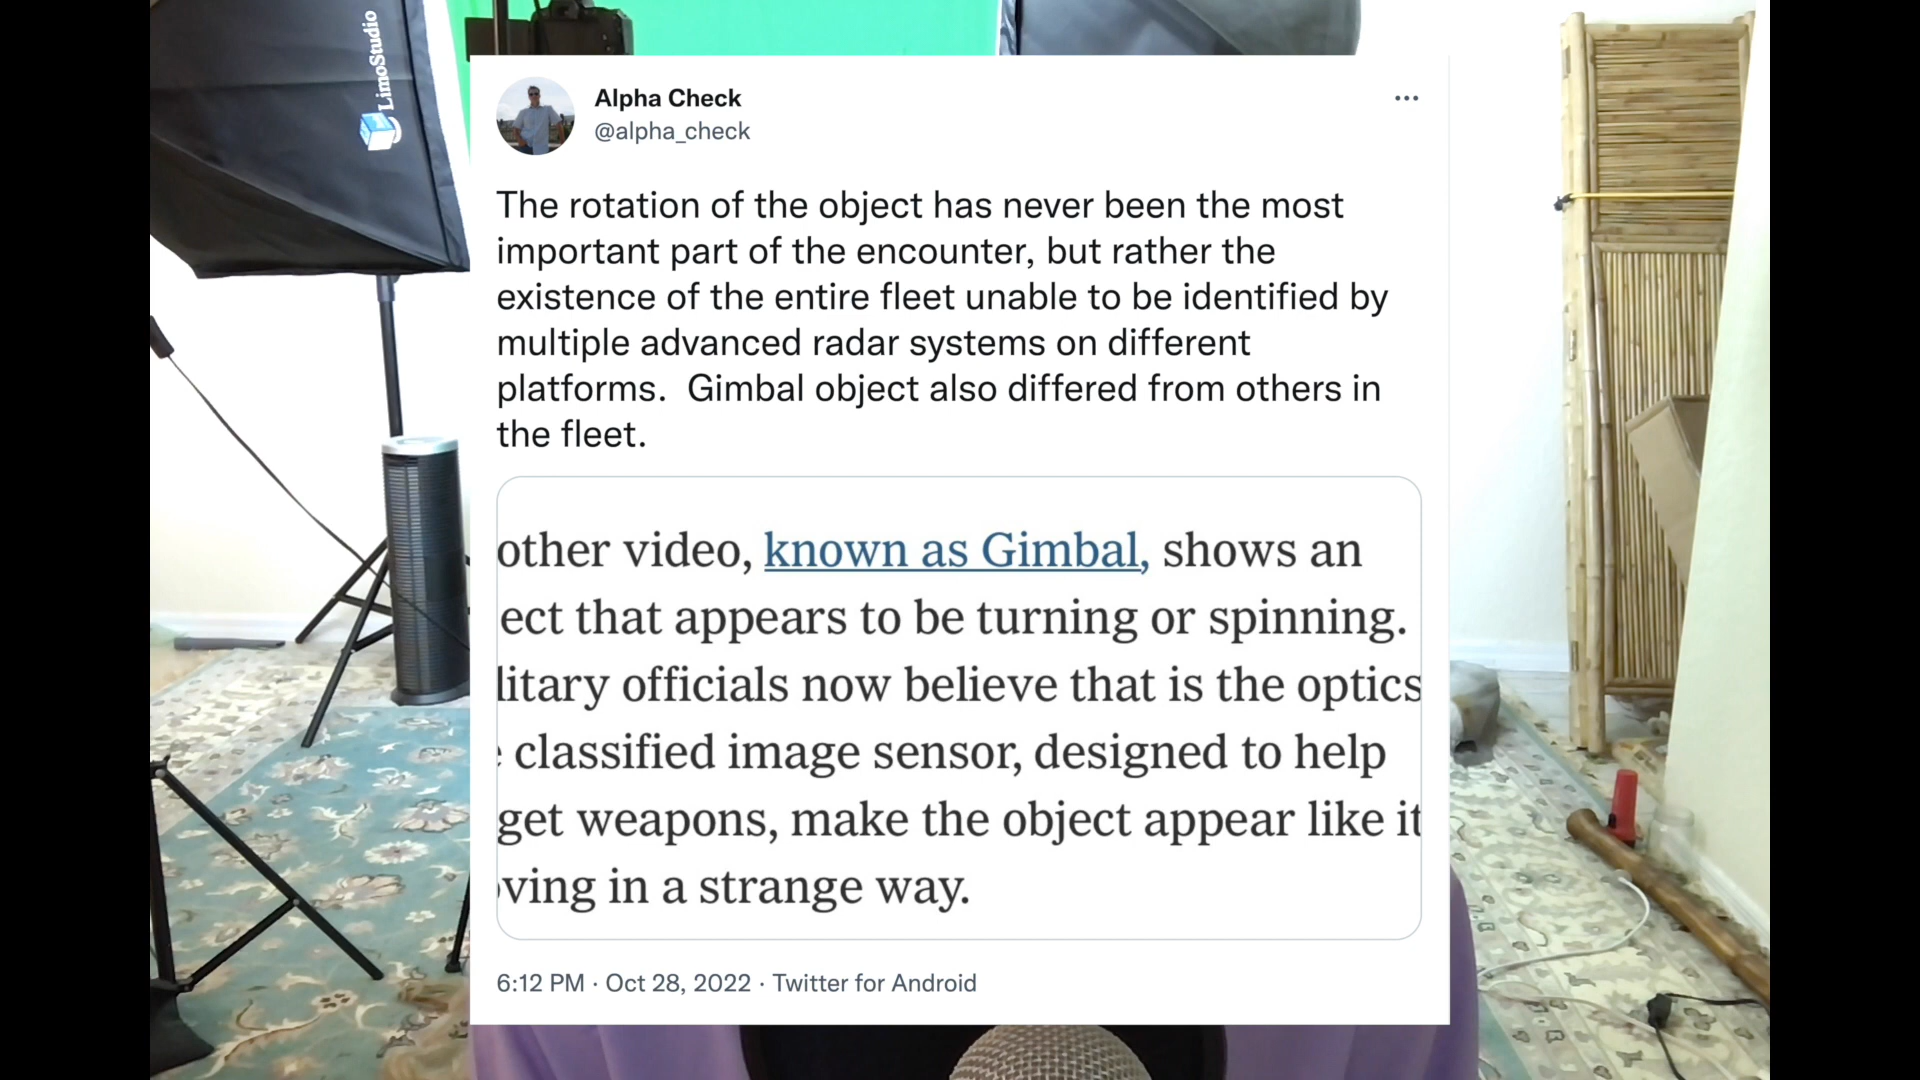 LimoStudio
Alpha Check
@alpha_check
The rotation of the object has never been the most
important part of the encounter, but rather the
existence of the entire fleet unable to be identified by
multiple advanced radar systems on different
platforms.  Gimbal object also differed from others in
the fleet.
other video, known as Gimbal, shows an
ect that appears to be turning or spinning.
litary officials now believe that is the optics
classified image sensor, designed to help
get weapons, make the object appear like it
ving in a strange way.
6:12 PM · Oct 28, 2022 · Twitter for Android